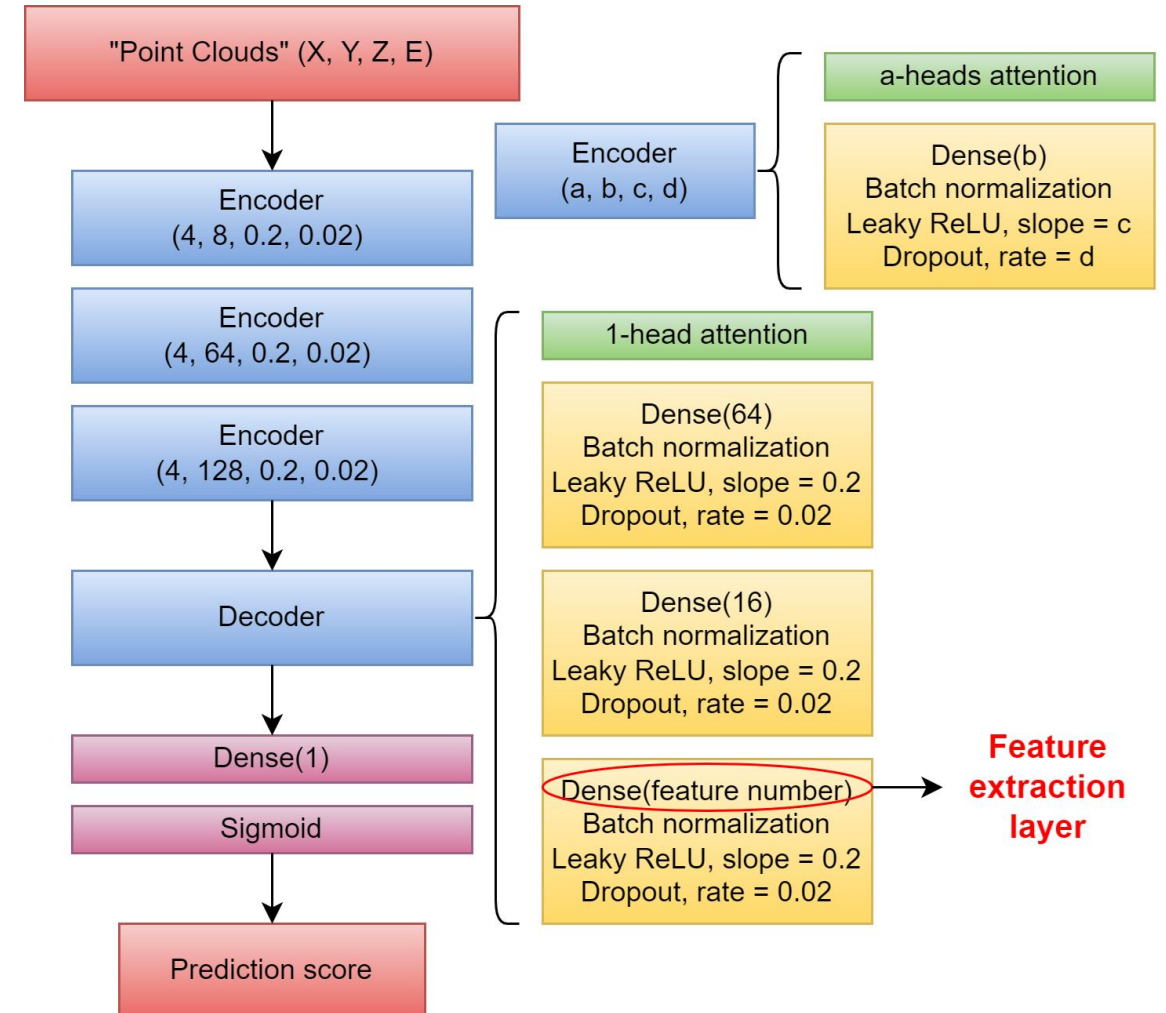 "Point Clouds" (X, Y, Z, E)
Encoder
(4, 8, 0.2, 0.02)
Encoder
(4, 64, 0.2, 0.02)
Encoder
(4, 128, 0.2, 0.02)
Decoder
Dense(1)
Sigmoid
Prediction score
Encoder
(a, b, c, d)
a-heads attention
Dense(b)
Batch normalization
Leaky ReLU, slope = c
Dropout, rate = d
1-head attention
Dense(64)
Batch normalization
Leaky ReLU, slope = 0.2
Dropout, rate = 0.02
Dense(16)
Batch normalization
Leaky ReLU, slope = 0.2
Dropout, rate = 0.02
Dense(feature number)
Batch normalization
Leaky ReLU, slope = 0.2
Dropout, rate = 0.02
Feature
extraction
layer